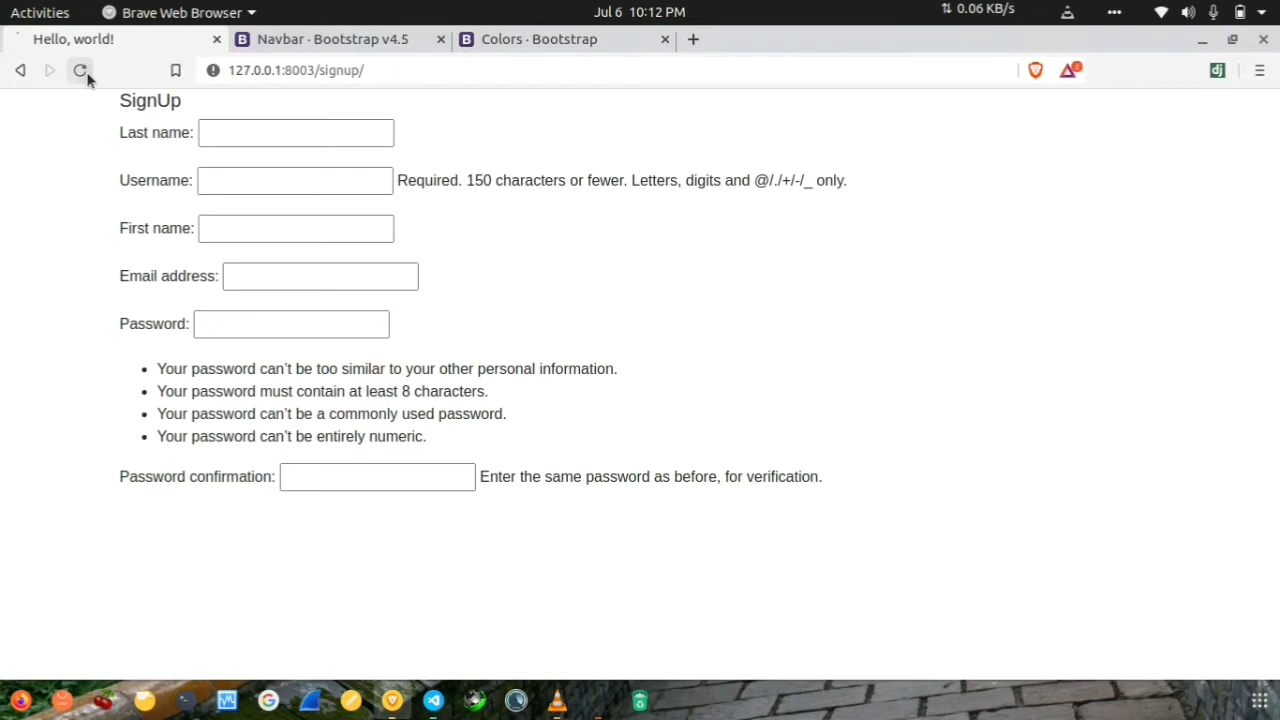 Activities Brave Web Browser Jul 6 10:12 PM 0.06 KB/s
Hello, world! Navbar · Bootstrap v4.5 Colors · Bootstrap
127.0.0.1:8003/signup/
SignUp
Last name:
Username: Required. 150 characters or fewer. Letters, digits and @/./+/-/_ only.
First name:
Email address:
Password:
• Your password can’t be too similar to your other personal information.
• Your password must contain at least 8 characters.
• Your password can’t be a commonly used password.
• Your password can’t be entirely numeric.
Password confirmation: Enter the same password as before, for verification.